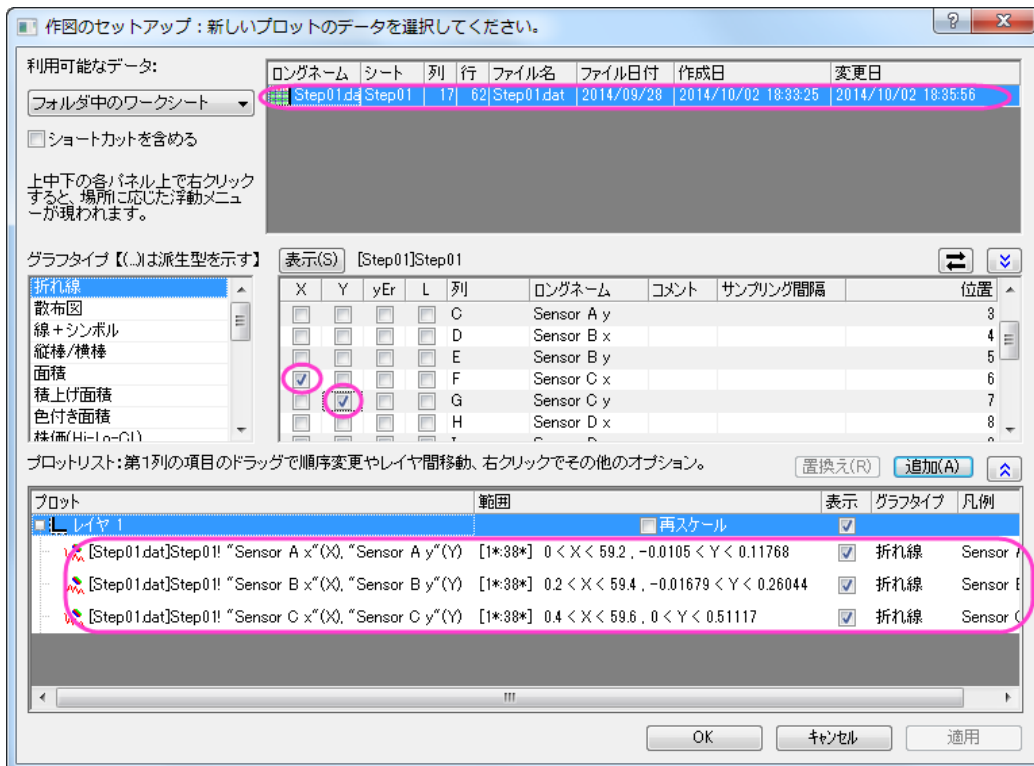 作図のセットアップ：新しいプロットのデータを選択してください。
利用可能なデータ:
フォルダ中のワークシート
ショートカットを含める
上中下の各パネル上で右クリック
すると、場所に応じた浮動メニュ
ーが現われます。
ロングネーム シート 列 行 ファイル名 ファイル日付 作成日 変更日
Step01.da Step01 17 62 Step01.dat 2014/09/28 2014/10/02 18:33:25 2014/10/02 18:35:56
グラフタイプ【(...)は派生型を示す】
折れ線
散布図
線＋シンボル
縦棒/横棒
面積
積上げ面積
色付き面積
株価(Hi-Lo-Cl)
表示(S) [Step01]Step01
X Y yEr L 列 ロングネーム コメント サンプリング間隔 位置
C Sensor A y 3
D Sensor B x 4
E Sensor B y 5
F Sensor C x 6
G Sensor C y 7
H Sensor D x 8
プロットリスト：第1列の項目のドラッグで順序変更やレイヤ間移動、右クリックでその他のオプション。
置換え(R) 追加(A)
プロット 範囲 表示 グラフタイプ 凡例
レイヤ 1 再スケール
[Step01.dat]Step01! "Sensor A x"(X), "Sensor A y"(Y) [1*:38*] 0 < X < 59.2 , -0.0105 < Y < 0.11768 折れ線 Sensor
[Step01.dat]Step01! "Sensor B x"(X), "Sensor B y"(Y) [1*:38*] 0.2 < X < 59.4 , -0.01679 < Y < 0.26044 折れ線 Sensor
[Step01.dat]Step01! "Sensor C x"(X), "Sensor C y"(Y) [1*:38*] 0.4 < X < 59.6 , 0 < Y < 0.51117 折れ線 Sensor
OK キャンセル 適用